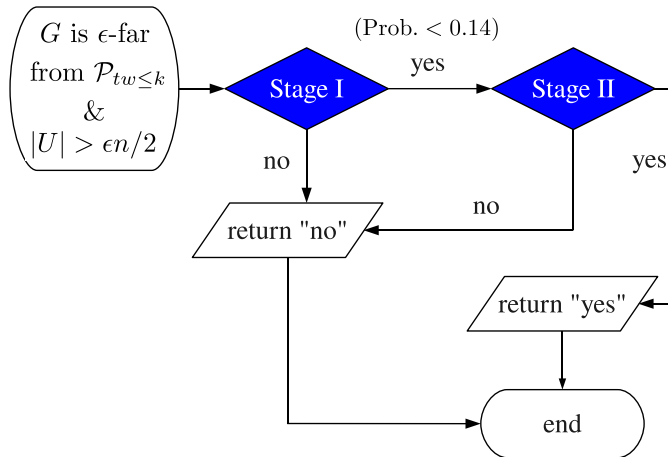 G is ϵ-far
from 𝒫_{tw≤k}
&
|U| > ϵn/2
(Prob. < 0.14)
Stage I
yes
Stage II
no
yes
no
return "no"
return "yes"
end